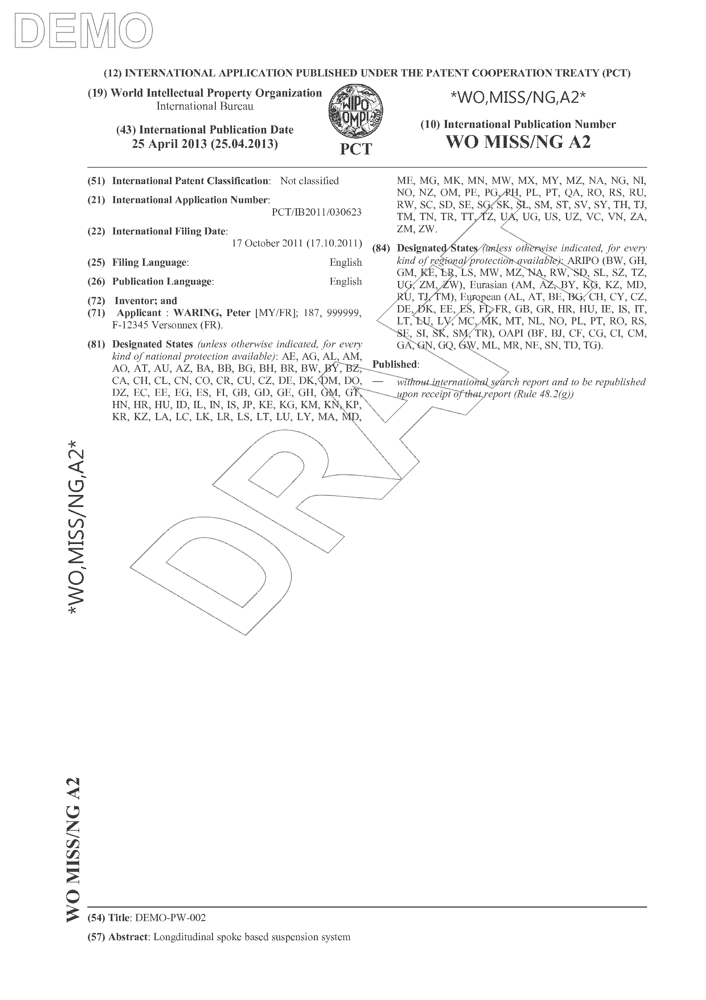 DEMO
(12) INTERNATIONAL APPLICATION PUBLISHED UNDER THE PATENT COOPERATION TREATY (PCT)
(19) World Intellectual Property Organization
International Bureau
(43) International Publication Date
25 April 2013 (25.04.2013)
WIPO
OMPI
PCT
*WO,MISS/NG,A2*
(10) International Publication Number
WO MISS/NG A2
(51) International Patent Classification: Not classified
(21) International Application Number:
PCT/IB2011/030623
(22) International Filing Date:
17 October 2011 (17.10.2011)
(25) Filing Language: English
(26) Publication Language: English
(72) Inventor; and
(71) Applicant : WARING, Peter [MY/FR]; 187, 999999,
F-12345 Versonnex (FR).
(81) Designated States (unless otherwise indicated, for every
kind of national protection available): AE, AG, AL, AM,
AO, AT, AU, AZ, BA, BB, BG, BH, BR, BW, BY, BZ,
CA, CH, CL, CN, CO, CR, CU, CZ, DE, DK, DM, DO,
DZ, EC, EE, EG, ES, FI, GB, GD, GE, GH, GM, GT,
HN, HR, HU, ID, IL, IN, IS, JP, KE, KG, KM, KN, KP,
KR, KZ, LA, LC, LK, LR, LS, LT, LU, LY, MA, MD,
ME, MG, MK, MN, MW, MX, MY, MZ, NA, NG, NI,
NO, NZ, OM, PE, PG, PH, PL, PT, QA, RO, RS, RU,
RW, SC, SD, SE, SG, SK, SL, SM, ST, SV, SY, TH, TJ,
TM, TN, TR, TT, TZ, UA, UG, US, UZ, VC, VN, ZA,
ZM, ZW.
(84) Designated States (unless otherwise indicated, for every
kind of regional protection available): ARIPO (BW, GH,
GM, KE, LR, LS, MW, MZ, NA, RW, SD, SL, SZ, TZ,
UG, ZM, ZW), Eurasian (AM, AZ, BY, KG, KZ, MD,
RU, TJ, TM), European (AL, AT, BE, BG, CH, CY, CZ,
DE, DK, EE, ES, FI, FR, GB, GR, HR, HU, IE, IS, IT,
LT, LU, LV, MC, MK, MT, NL, NO, PL, PT, RO, RS,
SE, SI, SK, SM, TR), OAPI (BF, BJ, CF, CG, CI, CM,
GA, GN, GQ, GW, ML, MR, NE, SN, TD, TG).
Published:
— without international search report and to be republished
upon receipt of that report (Rule 48.2(g))
DRAFT
*WO,MISS/NG,A2*
WO MISS/NG A2
(54) Title: DEMO-PW-002
(57) Abstract: Longditudinal spoke based suspension system